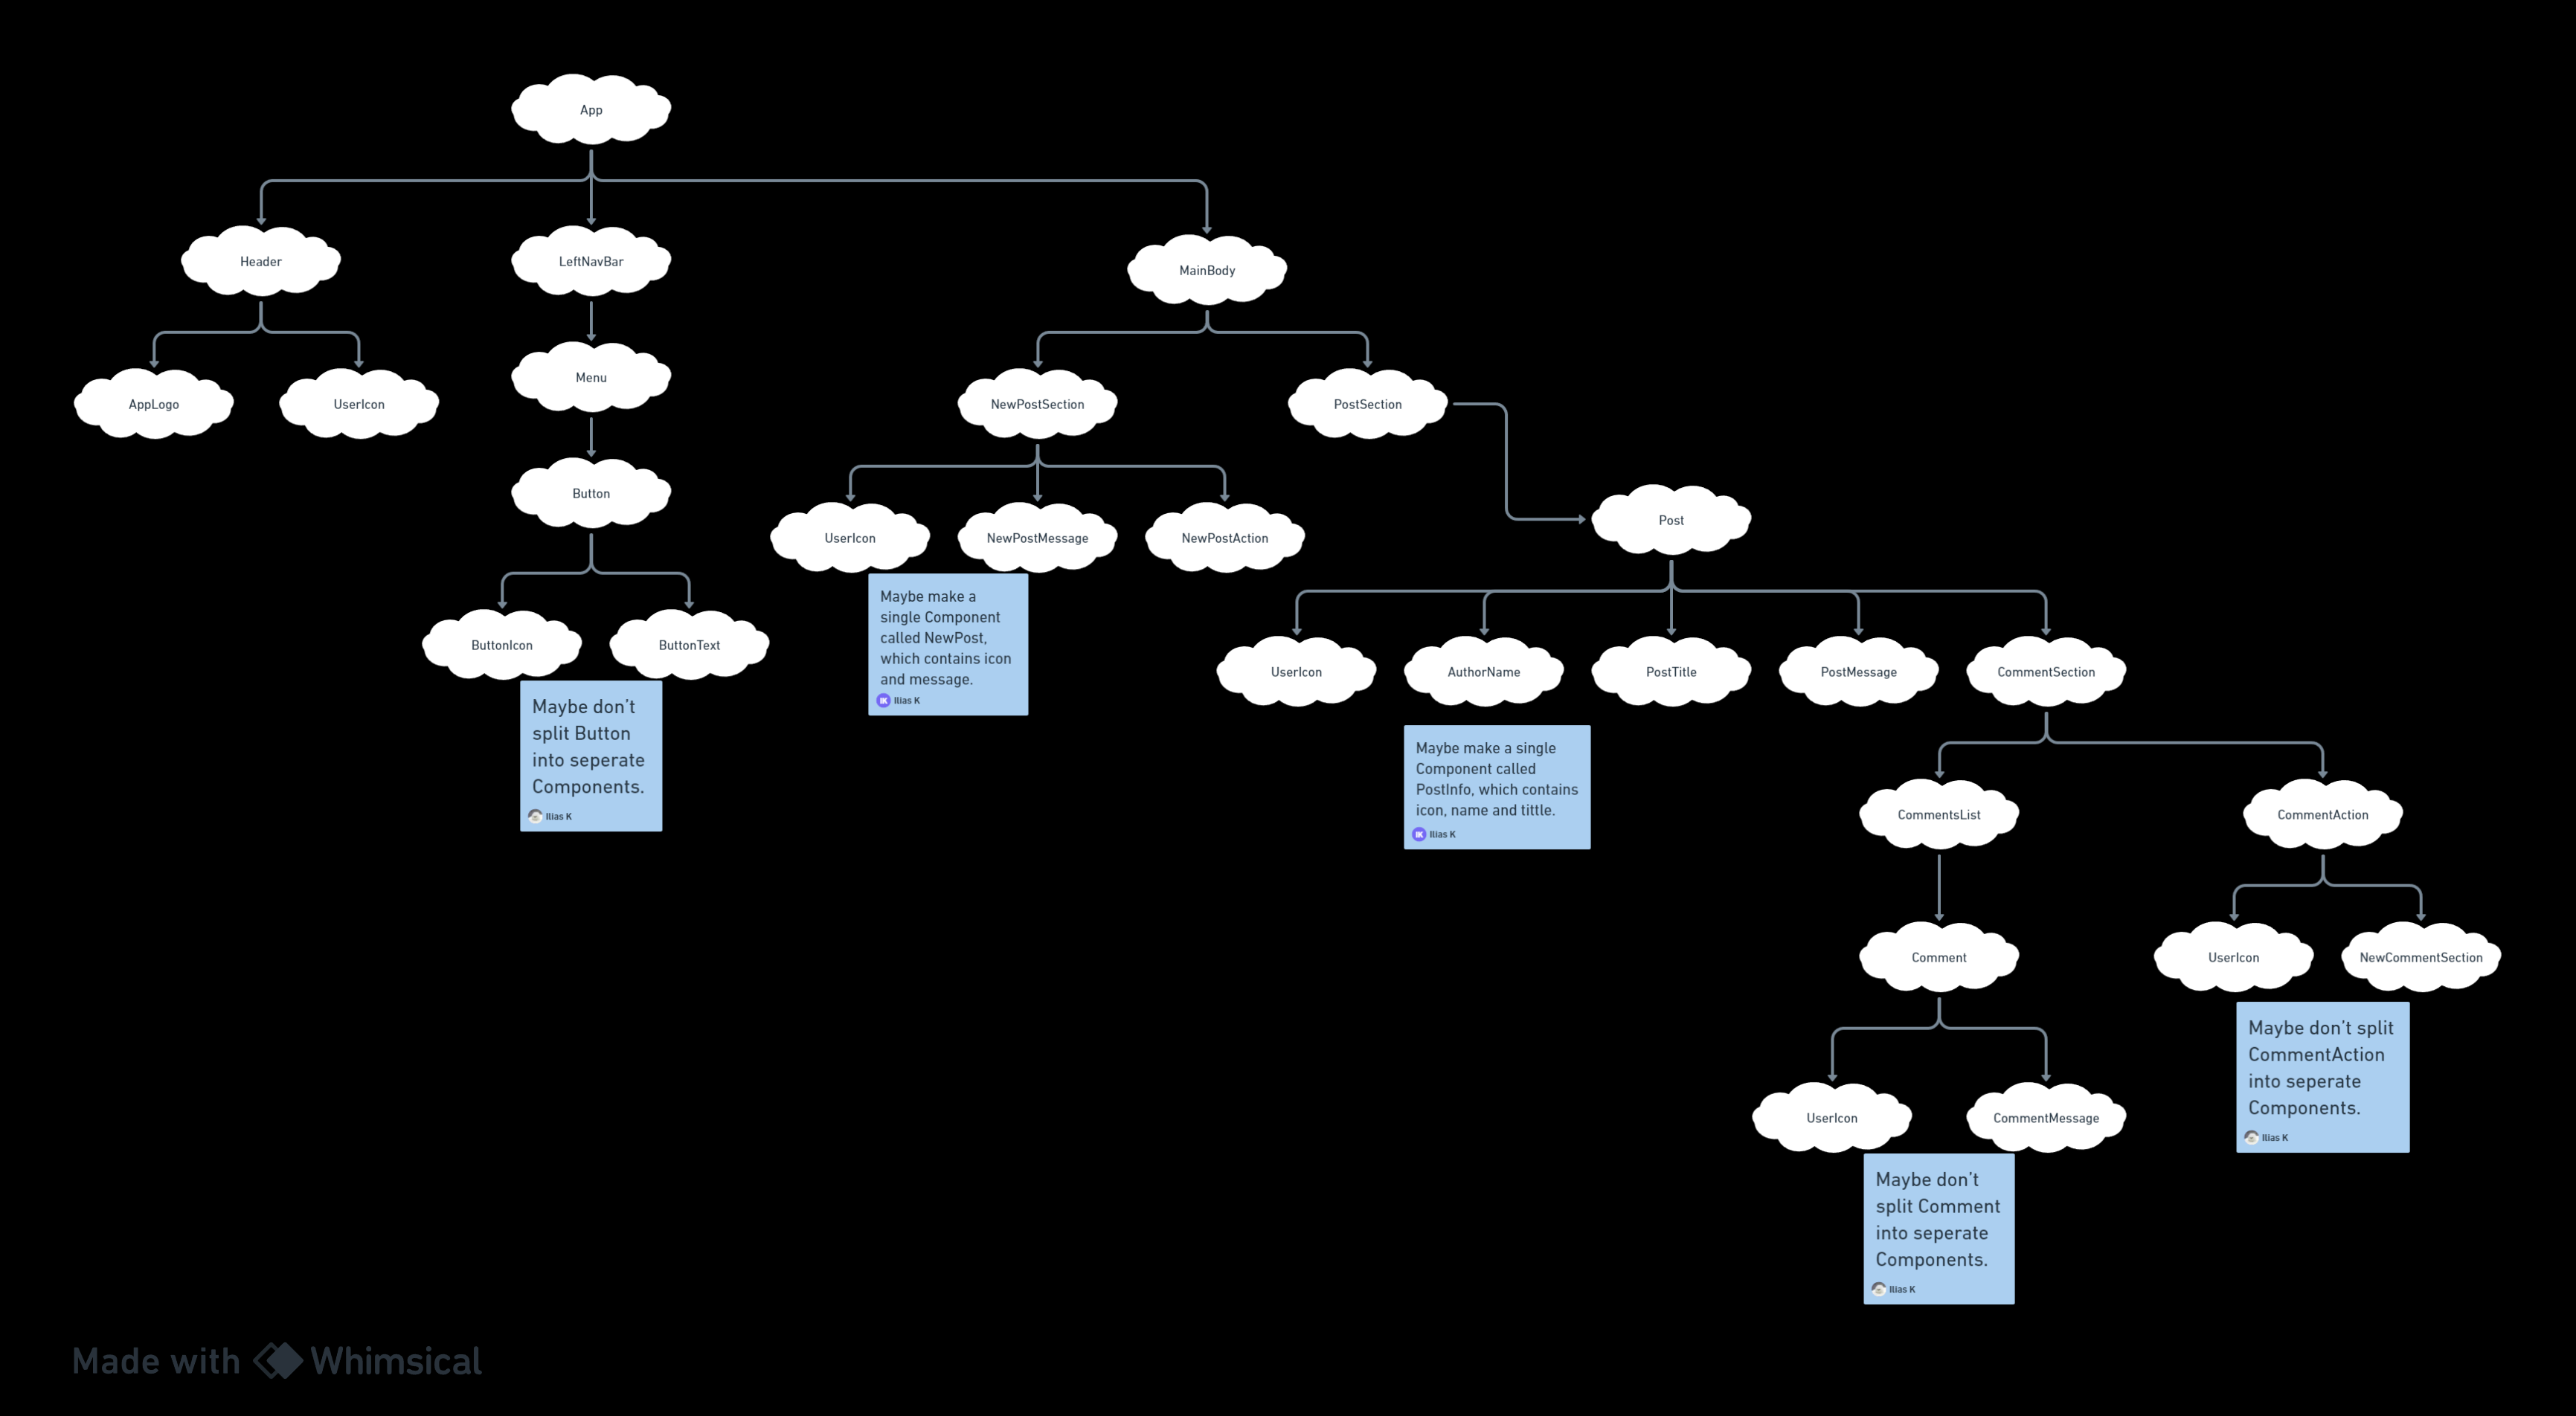 App
Header
LeftNavBar
MainBody
Menu
AppLogo
UserIcon
NewPostSection
PostSection
Button
Post
UserIcon
NewPostMessage
NewPostAction
Maybe make a
single Component
called NewPost,
which contains icon
and message.
IK Ilias K
ButtonIcon
ButtonText
Maybe don't
split Button
into seperate
Components.
Ilias K
UserIcon
AuthorName
PostTitle
PostMessage
CommentSection
Maybe make a single
Component called
PostInfo, which contains
icon, name and tittle.
IK Ilias K
CommentsList
CommentAction
Comment
UserIcon
NewCommentSection
Maybe don't split
CommentAction
into seperate
Components.
Ilias K
UserIcon
CommentMessage
Maybe don't
split Comment
into seperate
Components.
Ilias K
Made with Whimsical